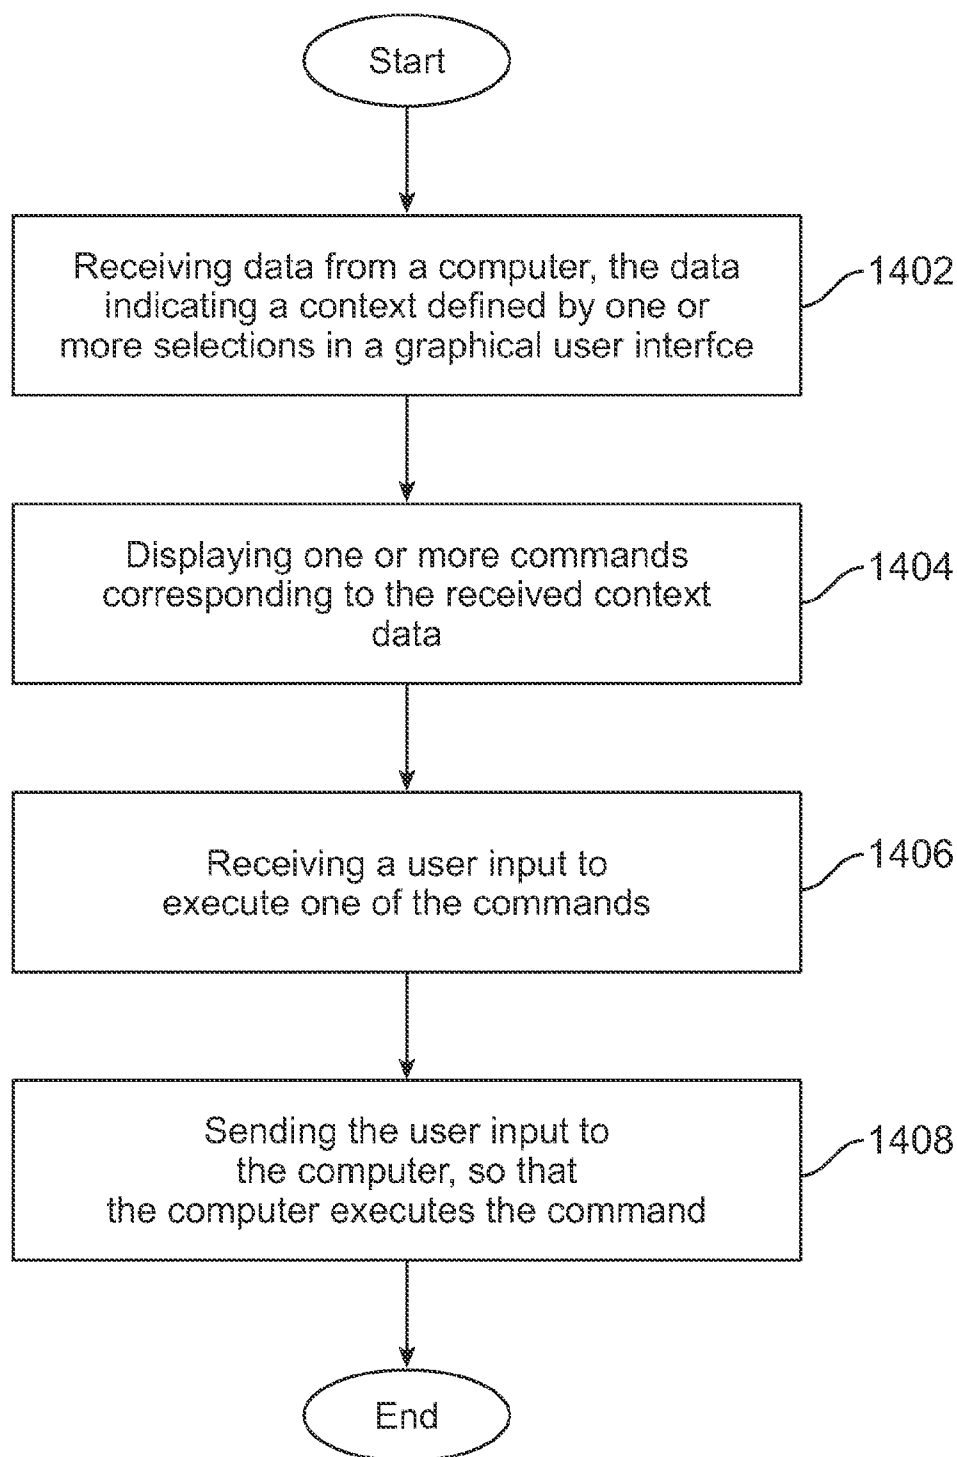 Start
Receiving data from a computer, the data
indicating a context defined by one or
more selections in a graphical user interfce
1402
Displaying one or more commands
corresponding to the received context
data
1404
Receiving a user input to
execute one of the commands
1406
Sending the user input to
the computer, so that
the computer executes the command
1408
End